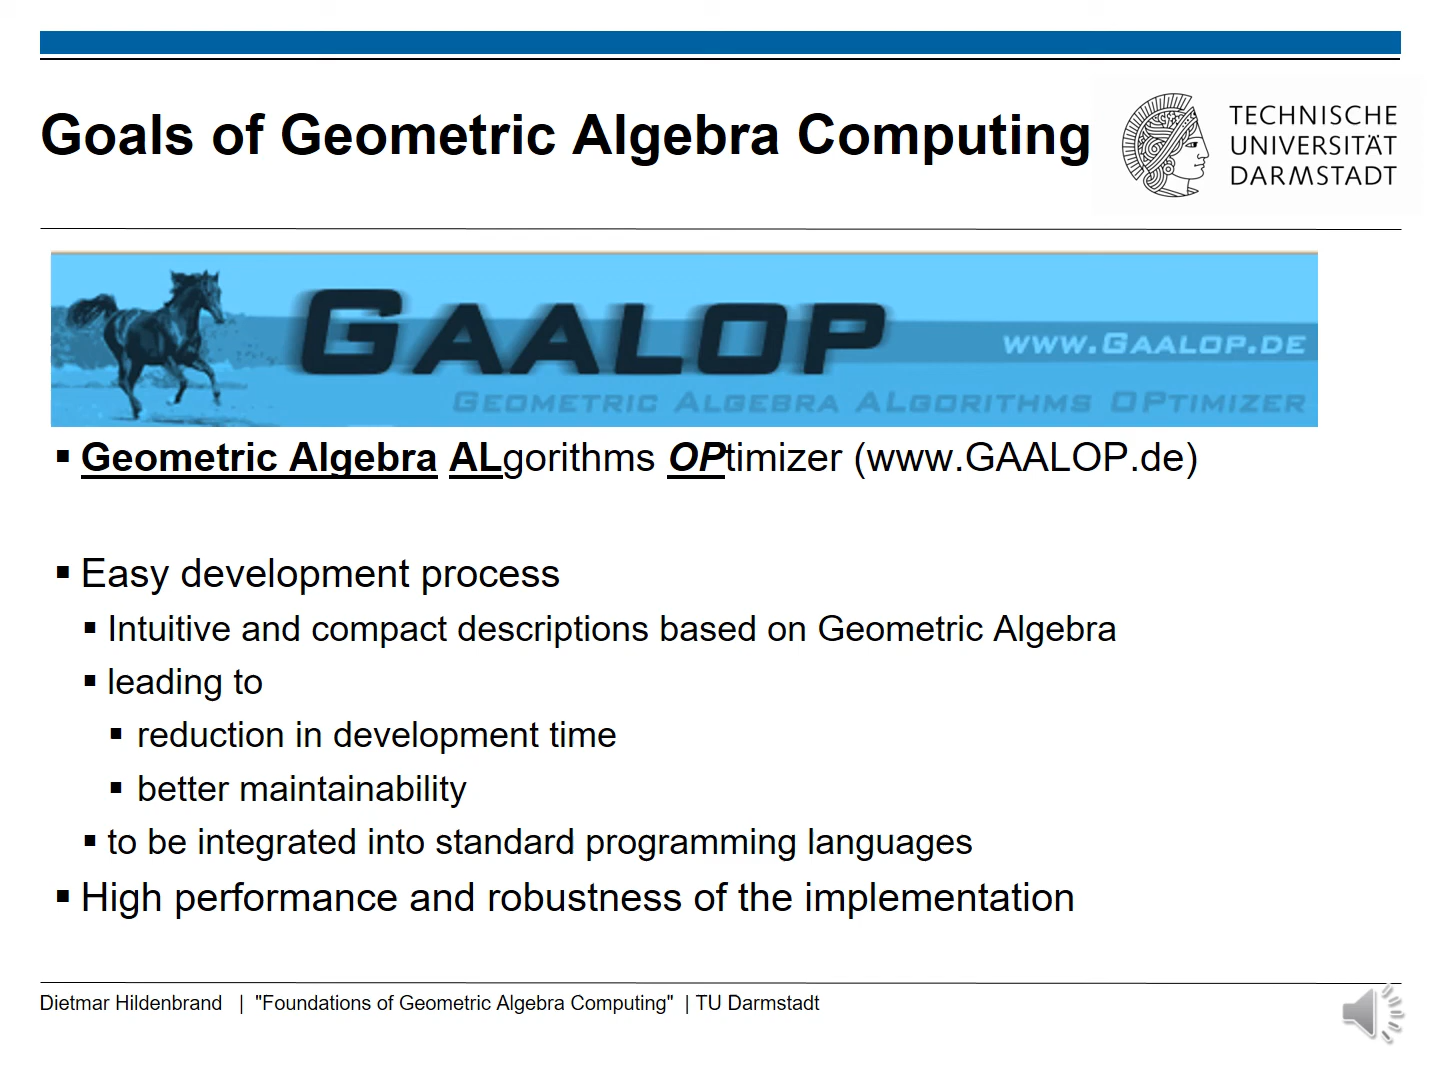 Goals of Geometric Algebra Computing
TECHNISCHE
UNIVERSITÄT
DARMSTADT
GAALOP
WWW.GAALOP.DE
GEOMETRIC ALGEBRA ALGORITHMS OPTIMIZER
▪ Geometric Algebra ALgorithms OPtimizer (www.GAALOP.de)
▪ Easy development process
▪ Intuitive and compact descriptions based on Geometric Algebra
▪ leading to
▪ reduction in development time
▪ better maintainability
▪ to be integrated into standard programming languages
▪ High performance and robustness of the implementation
Dietmar Hildenbrand | "Foundations of Geometric Algebra Computing" | TU Darmstadt